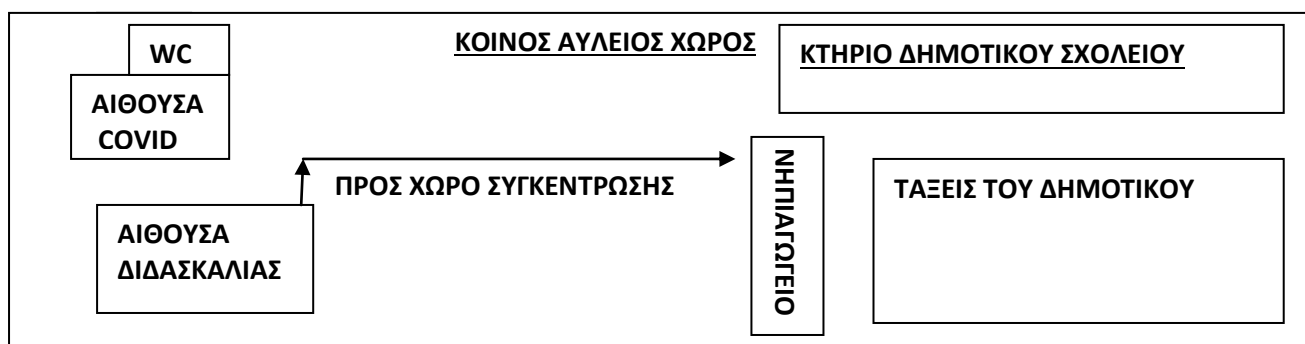 WC
ΑΙΘΟΥΣΑ
COVID
ΚΟΙΝΟΣ ΑΥΛΕΙΟΣ ΧΩΡΟΣ
ΚΤΗΡΙΟ ΔΗΜΟΤΙΚΟΥ ΣΧΟΛΕΙΟΥ
ΠΡΟΣ ΧΩΡΟ ΣΥΓΚΕΝΤΡΩΣΗΣ
ΑΙΘΟΥΣΑ
ΔΙΔΑΣΚΑΛΙΑΣ
ΝΗΠΙΑΓΩΓΕΙΟ
ΤΑΞΕΙΣ ΤΟΥ ΔΗΜΟΤΙΚΟΥ